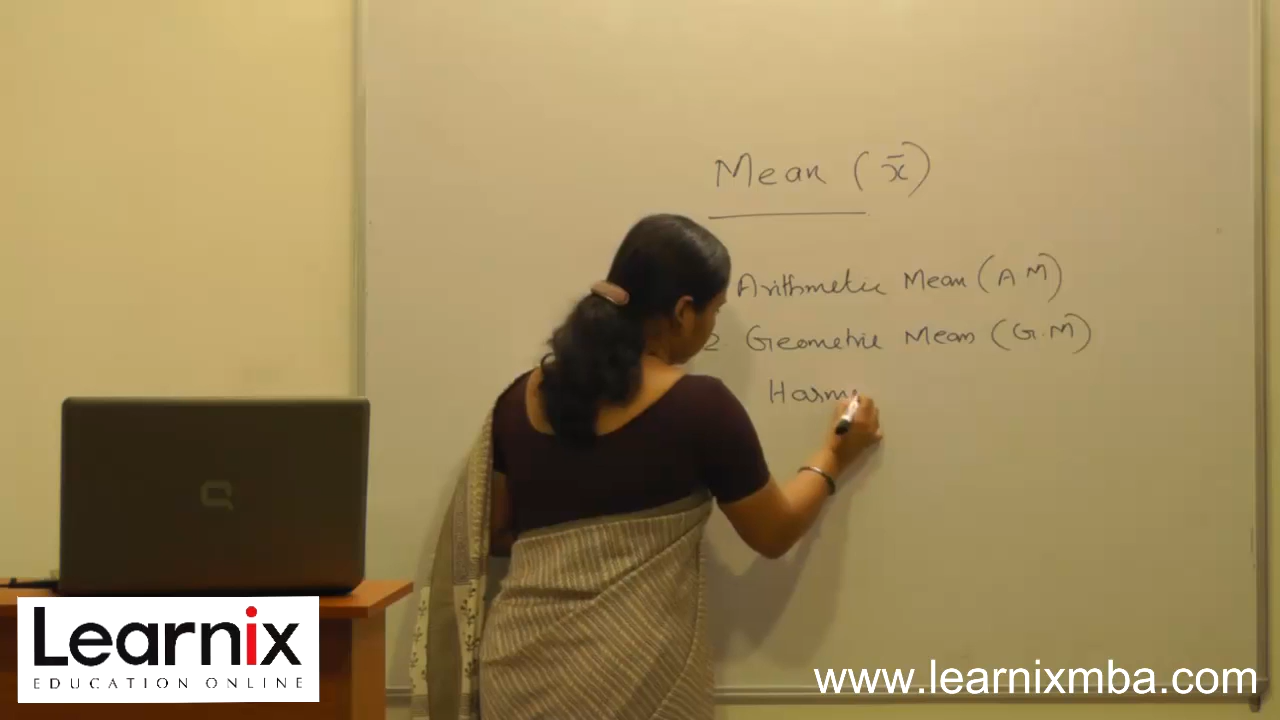 Mean (x̄)
Arithmetic Mean (A M)
2 Geometric Mean (G.M)
Harm
Learnix
EDUCATION ONLINE
www.learnixmba.com